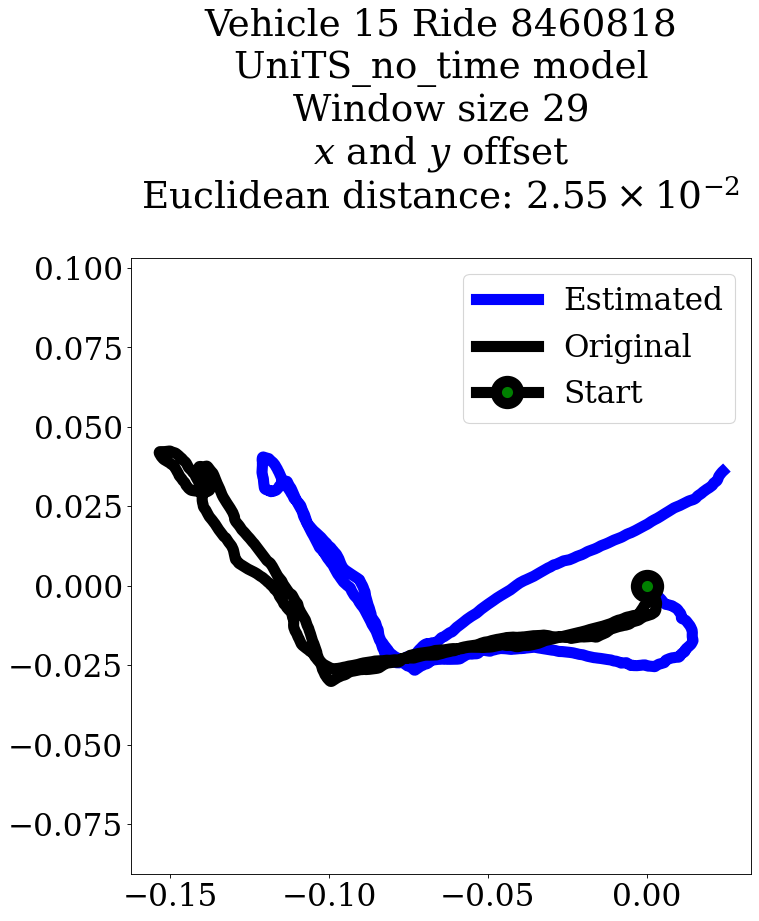 Vehicle 15 Ride 8460818
UniTS_no_time model
Window size 29
x and y offset
Euclidean distance: 2.55 × 10⁻²
0.100
0.075
0.050
0.025
0.000
−0.025
−0.050
−0.075
Estimated
Original
Start
−0.15
−0.10
−0.05
0.00